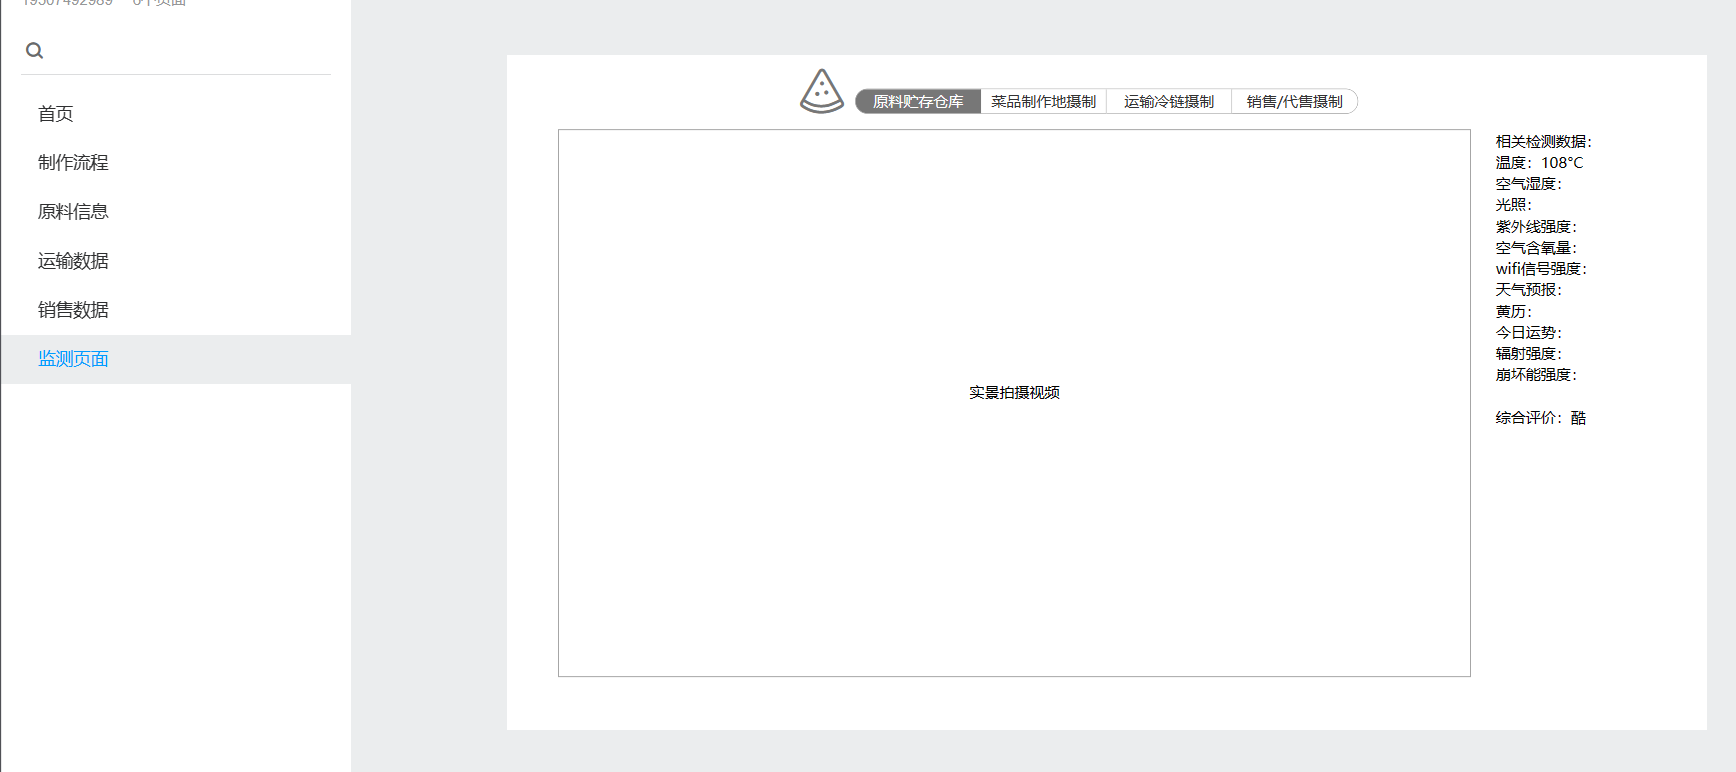 首页
制作流程
原料信息
运输数据
销售数据
监测页面
原料贮存仓库 菜品制作地摄制 运输冷链摄制 销售/代售摄制
实景拍摄视频
相关检测数据：
温度：108°C
空气湿度：
光照：
紫外线强度：
空气含氧量：
wifi信号强度：
天气预报：
黄历：
今日运势：
辐射强度：
崩坏能强度：
综合评价：酷